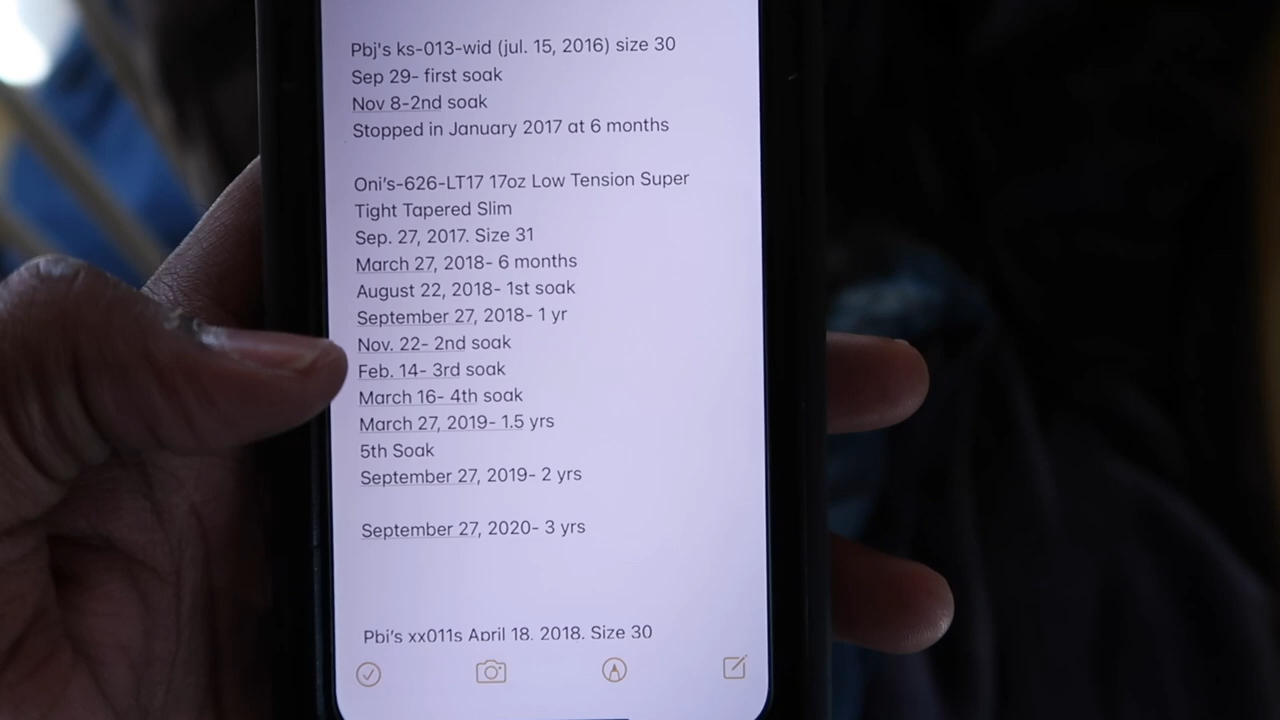 Pbj's ks-013-wid (jul. 15, 2016) size 30
Sep 29- first soak
Nov 8-2nd soak
Stopped in January 2017 at 6 months
Oni's-626-LT17 17oz Low Tension Super
Tight Tapered Slim
Sep. 27, 2017. Size 31
March 27, 2018- 6 months
August 22, 2018- 1st soak
September 27, 2018- 1 yr
Nov. 22- 2nd soak
Feb. 14- 3rd soak
March 16- 4th soak
March 27, 2019- 1.5 yrs
5th Soak
September 27, 2019- 2 yrs
September 27, 2020- 3 yrs
Pbj's xx011s April 18, 2018. Size 30